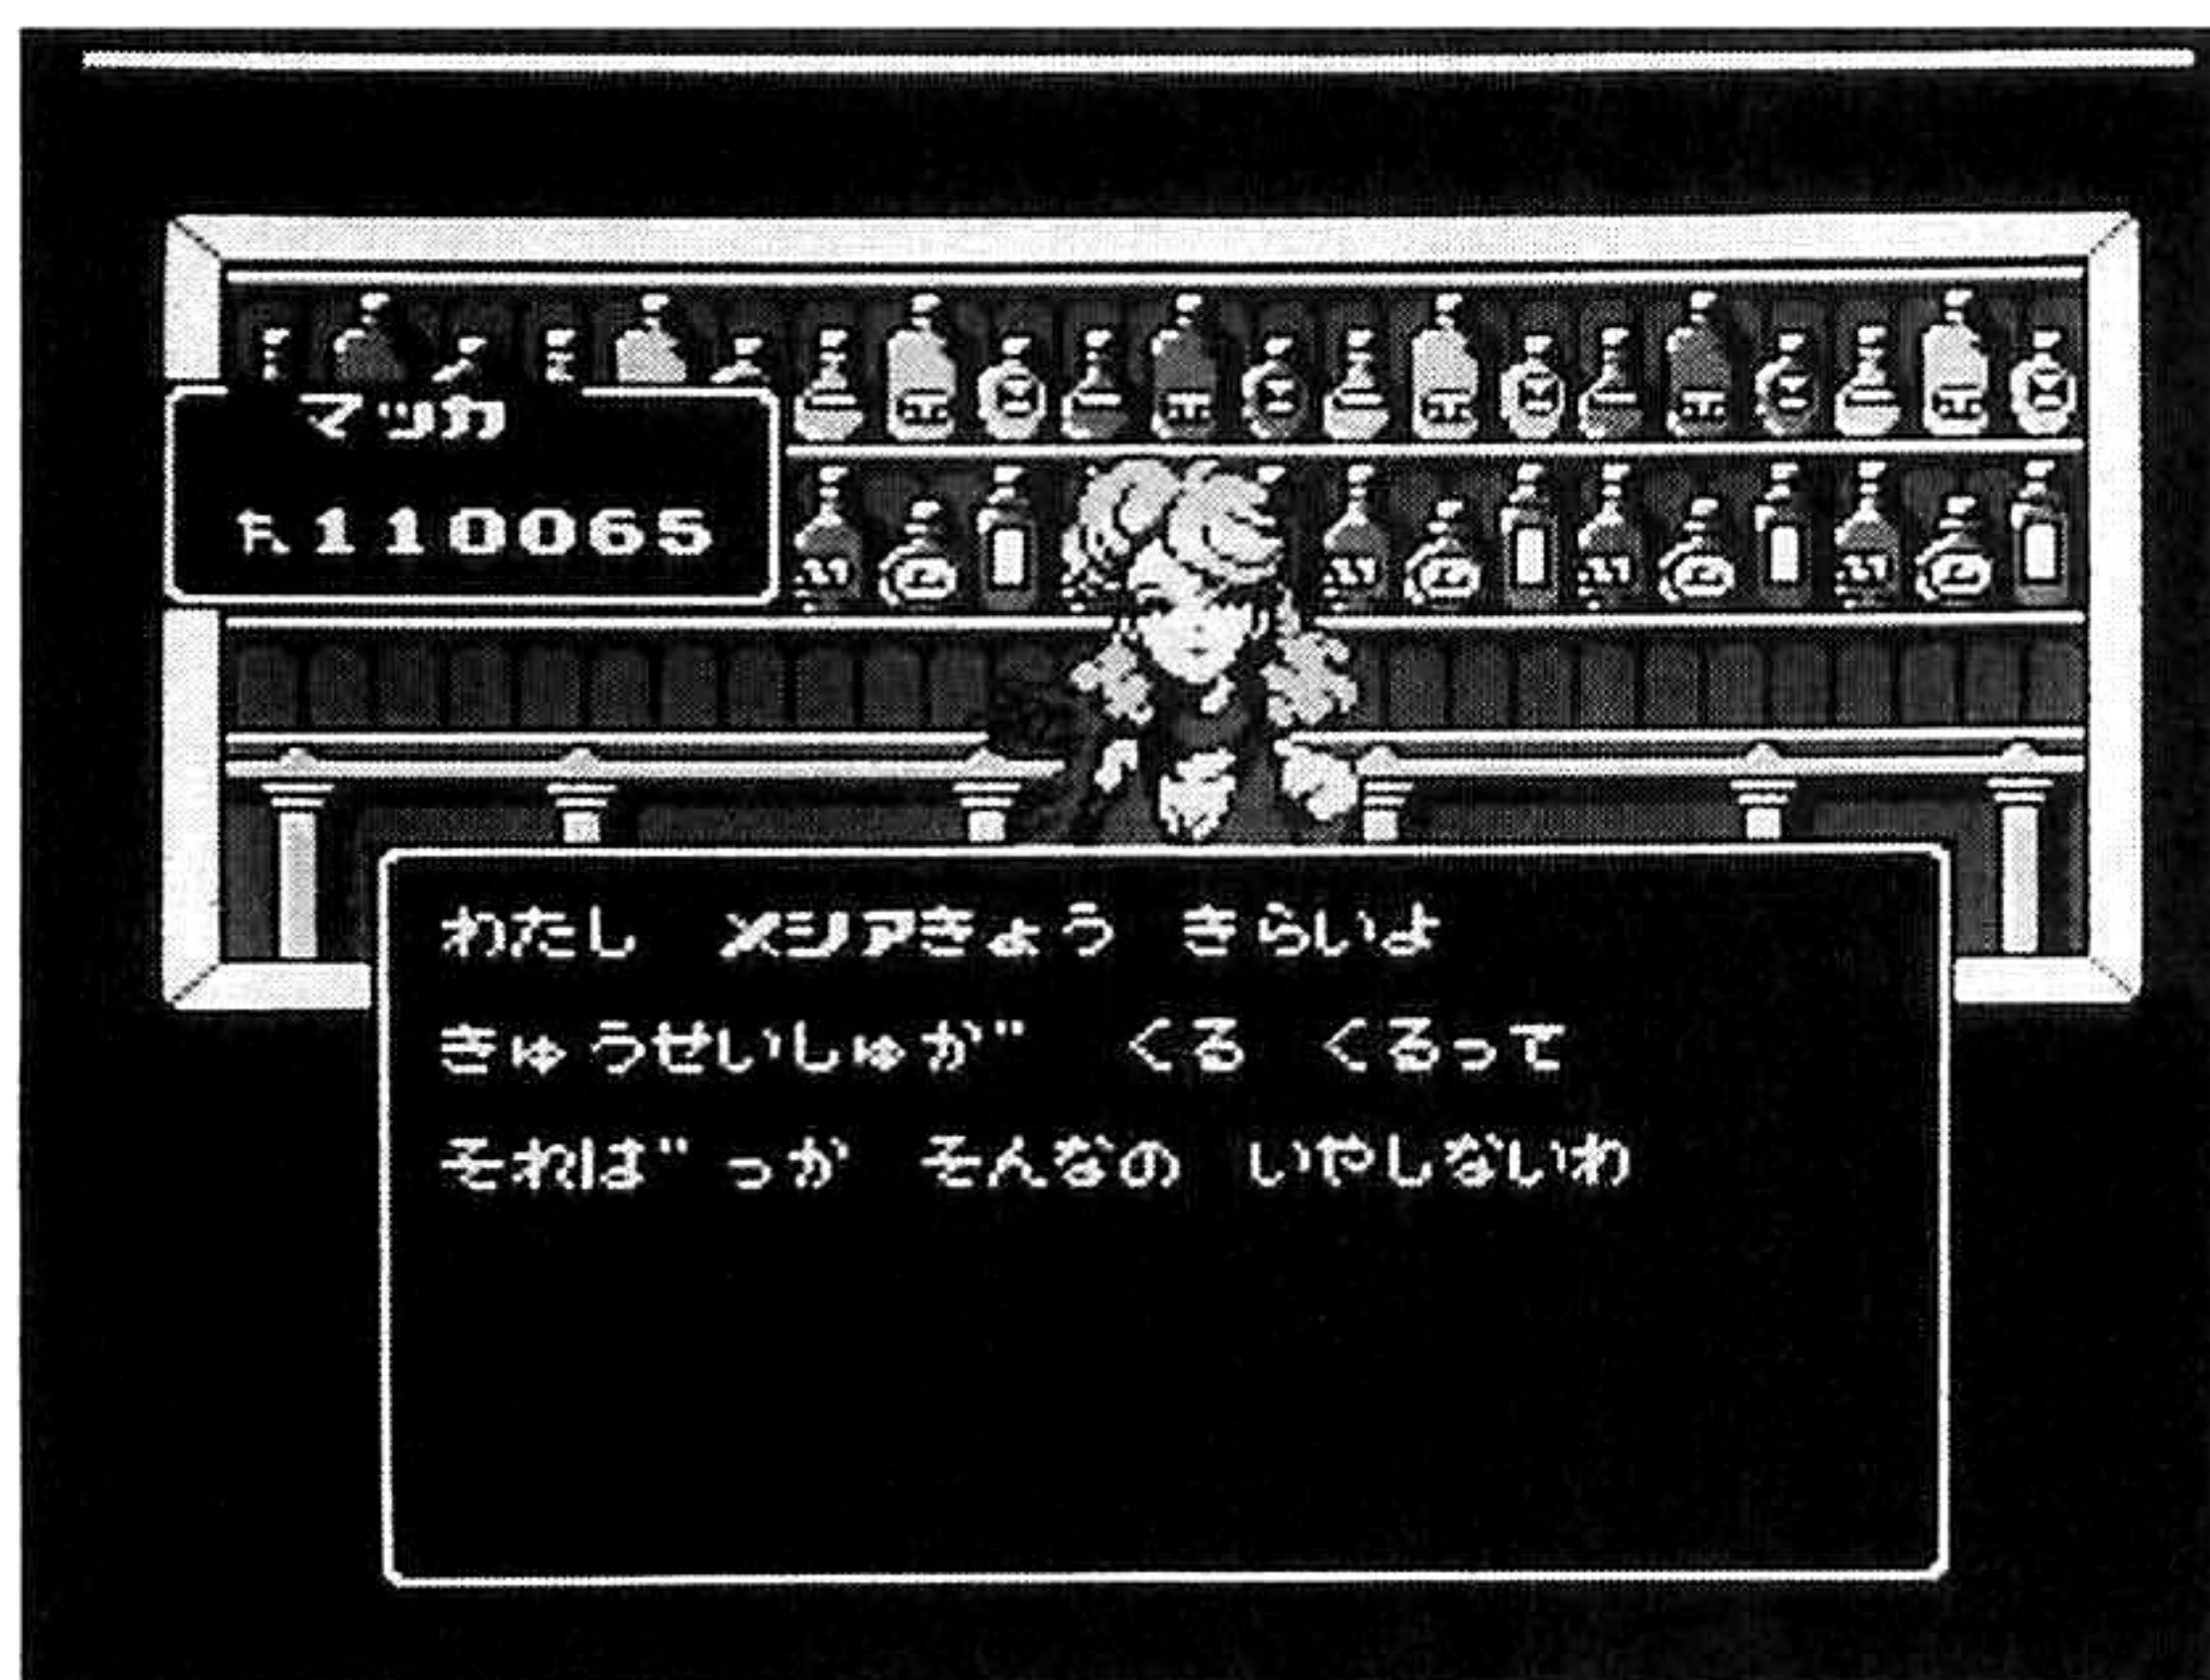 マッカ
110065
わたし メシアきょう きらいよ
きゅうせいしゅが くる くるって
そればっか そんなの いやしないわ